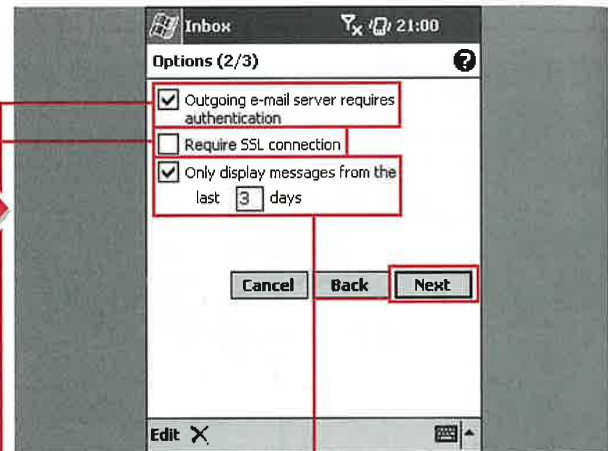 Inbox 21:00
Options (2/3)
Outgoing e-mail server requires
authentication
Require SSL connection
Only display messages from the
last 3 days
Cancel Back Next
Edit